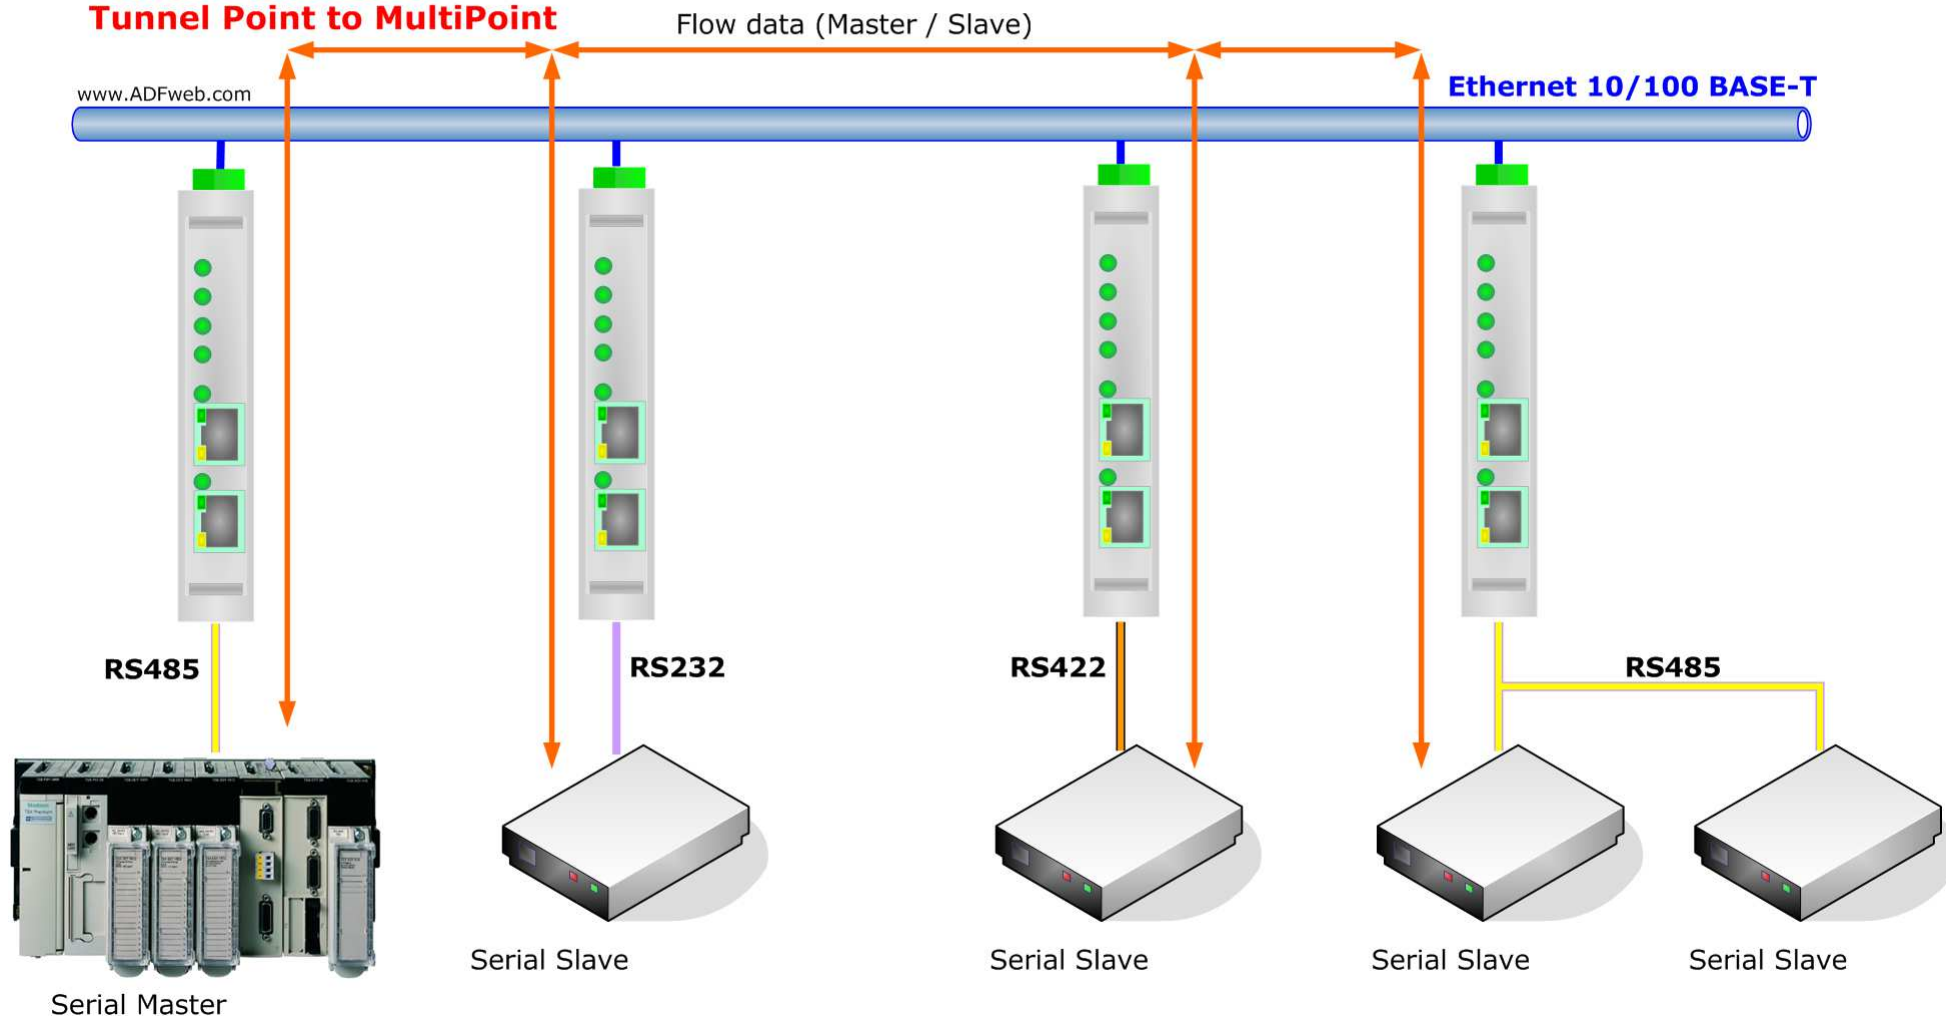 Tunnel Point to MultiPoint
Flow data (Master / Slave)
www.ADFweb.com
Ethernet 10/100 BASE-T
RS485
RS232
RS422
RS485
Serial Slave
Serial Slave
Serial Slave
Serial Slave
Serial Master